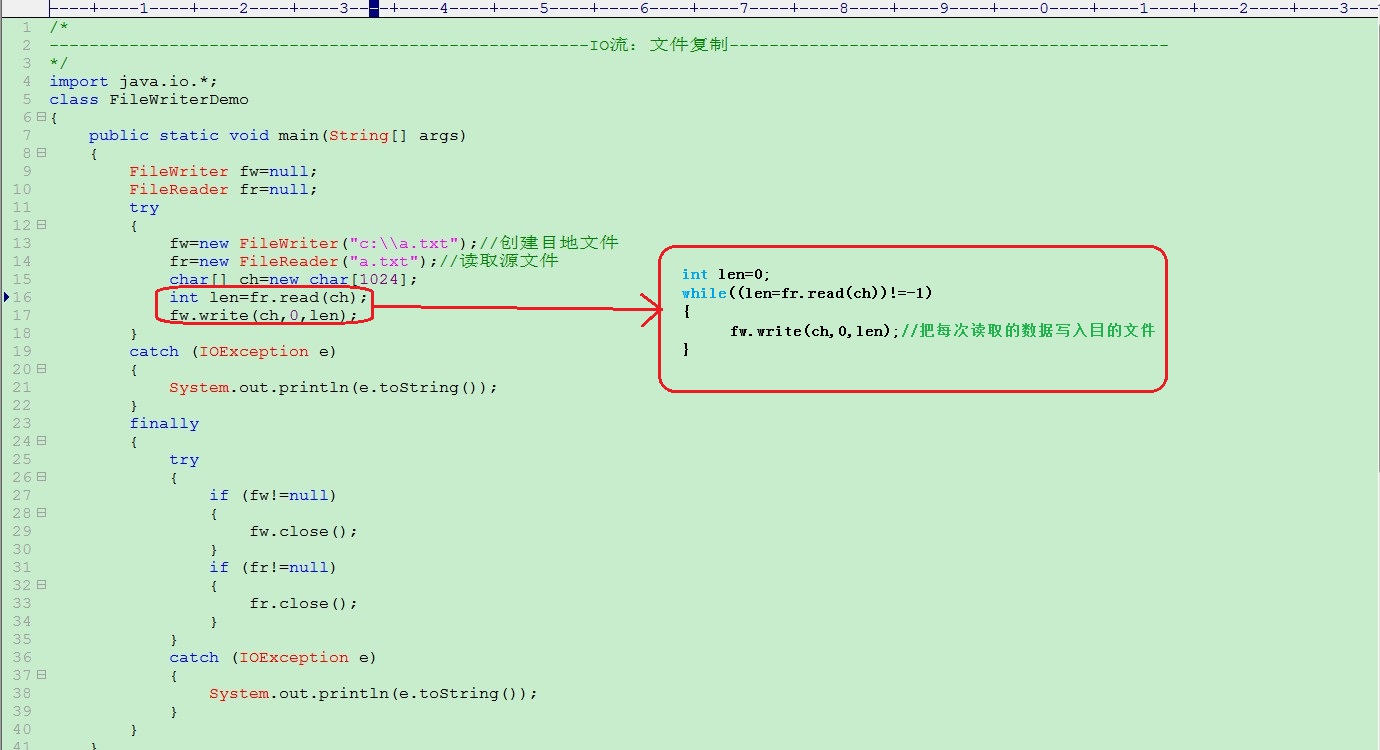 ----+----1----+----2----+----3----+----4----+----5----+----6----+----7----+----8----+----9----+----0----+----1----+----2----+----3---
1 /*
2 ------------------------------------------------------IO流：文件复制--------------------------------------------
3 */
4 import java.io.*;
5 class FileWriterDemo
6 {
7 public static void main(String[] args)
8 {
9 FileWriter fw=null;
10 FileReader fr=null;
11 try
12 {
13 fw=new FileWriter("c:\\a.txt");//创建目地文件
14 fr=new FileReader("a.txt");//读取源文件
15 char[] ch=new char[1024];
16 int len=fr.read(ch);
17 fw.write(ch,0,len);
18 }
19 catch (IOException e)
20 {
21 System.out.println(e.toString());
22 }
23 finally
24 {
25 try
26 {
27 if (fw!=null)
28 {
29 fw.close();
30 }
31 if (fr!=null)
32 {
33 fr.close();
34 }
35 }
36 catch (IOException e)
37 {
38 System.out.println(e.toString());
39 }
40 }
41 }
int len=0;
while((len=fr.read(ch))!=-1)
{
fw.write(ch,0,len);//把每次读取的数据写入目的文件
}